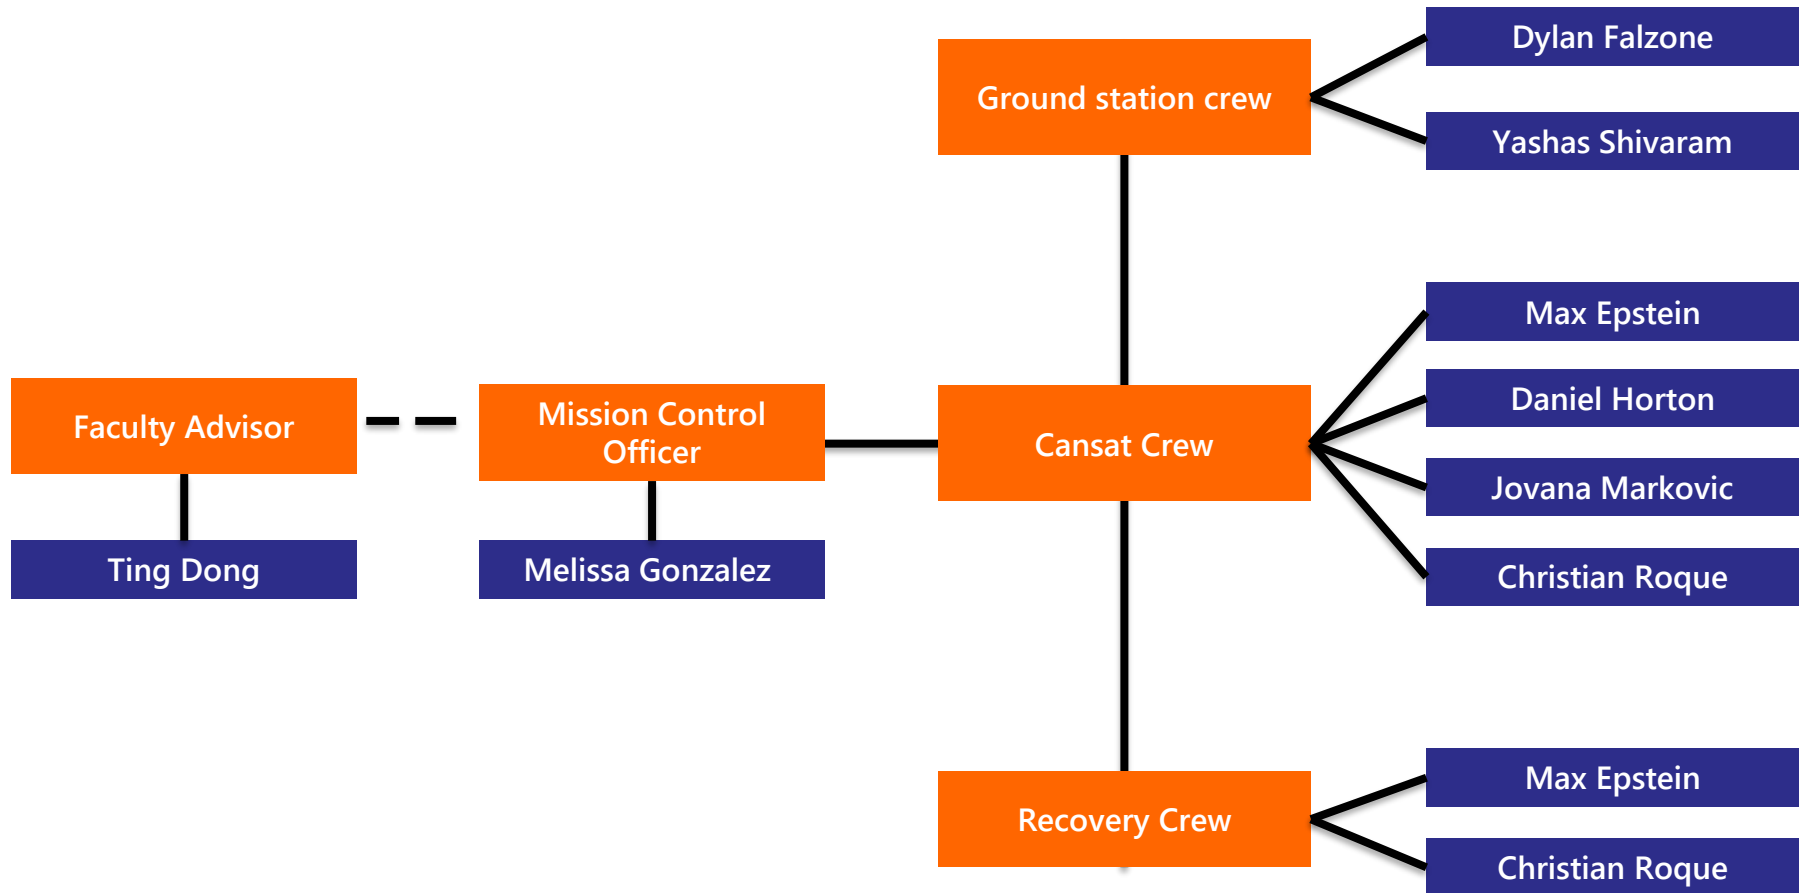 Dylan Falzone
Ground station crew
Yashas Shivaram
Max Epstein
Daniel Horton
Faculty Advisor
Mission Control
Officer
Cansat Crew
Jovana Markovic
Ting Dong
Melissa Gonzalez
Christian Roque
Max Epstein
Recovery Crew
Christian Roque